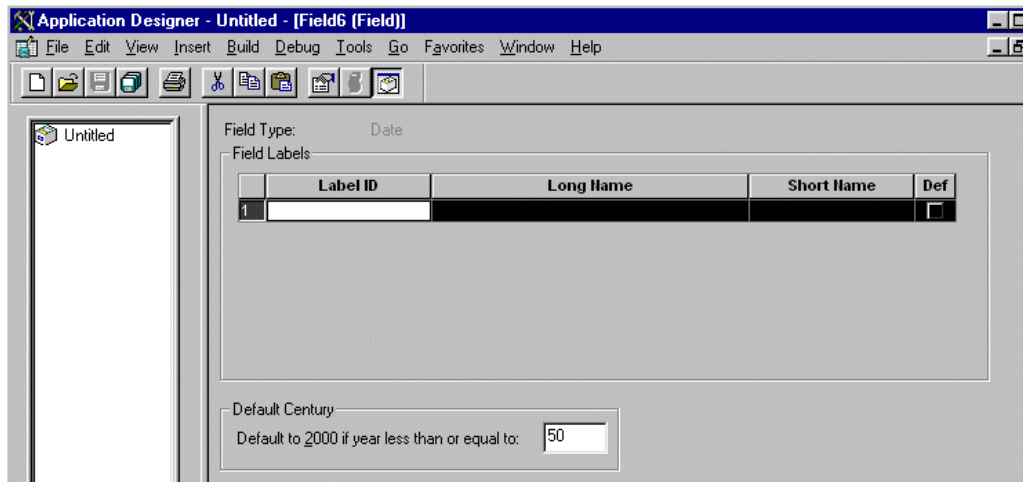 Application Designer - Untitled - [Field6 (Field)]
File Edit View Insert Build Debug Tools Go Favorites Window Help
Untitled
Field Type: Date
Field Labels
Label ID Long Name Short Name Def
1
Default Century
Default to 2000 if year less than or equal to: 50